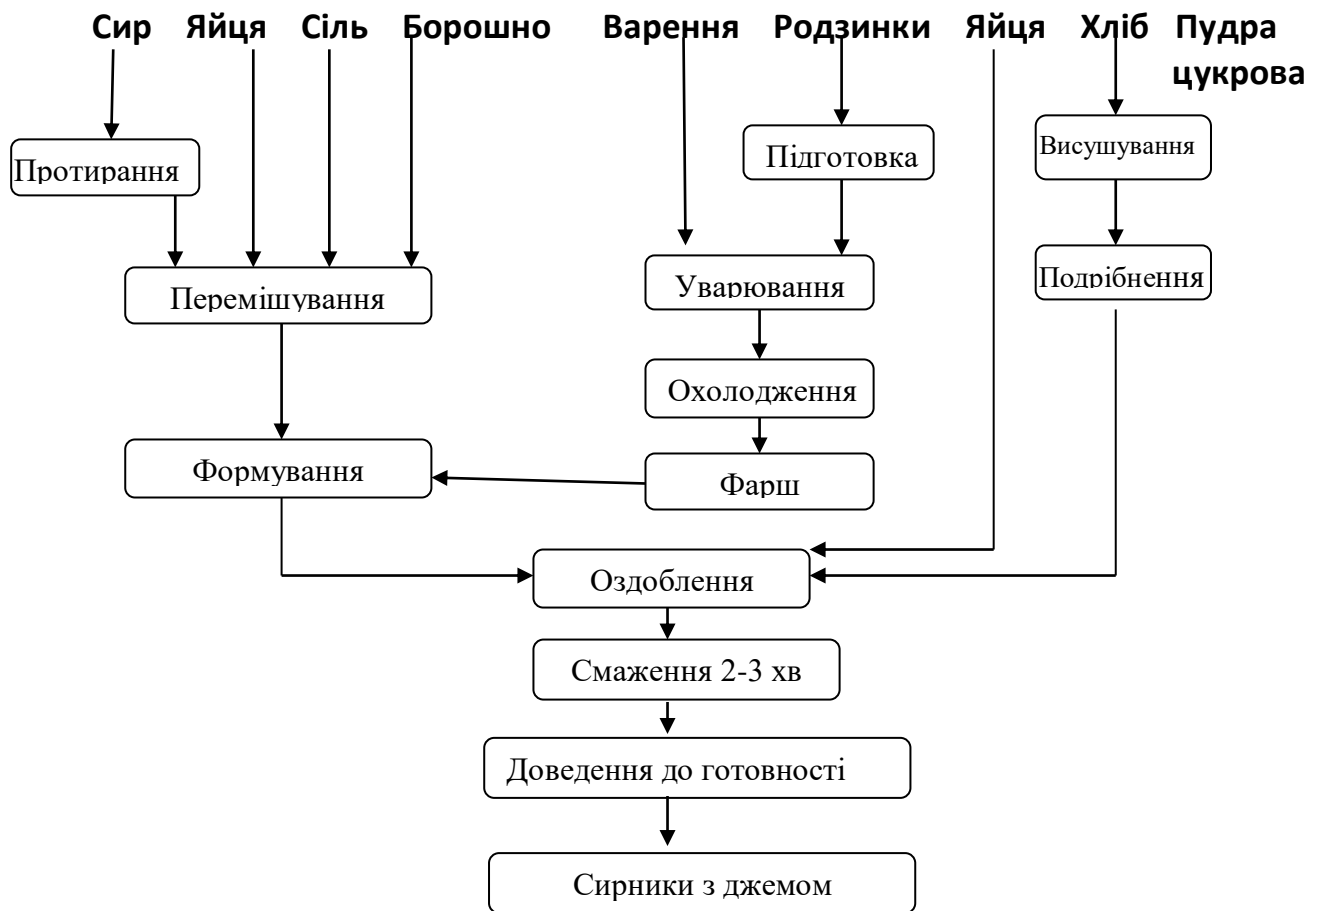 Сир Яйця Сіль Борошно Варення Родзинки Яйця Хліб Пудра
цукрова
Протирання
Підготовка
Висушування
Перемішування
Уварювання
Подрібнення
Охолодження
Формування
Фарш
Оздоблення
Смаження 2-3 хв
Доведення до готовності
Сирники з джемом